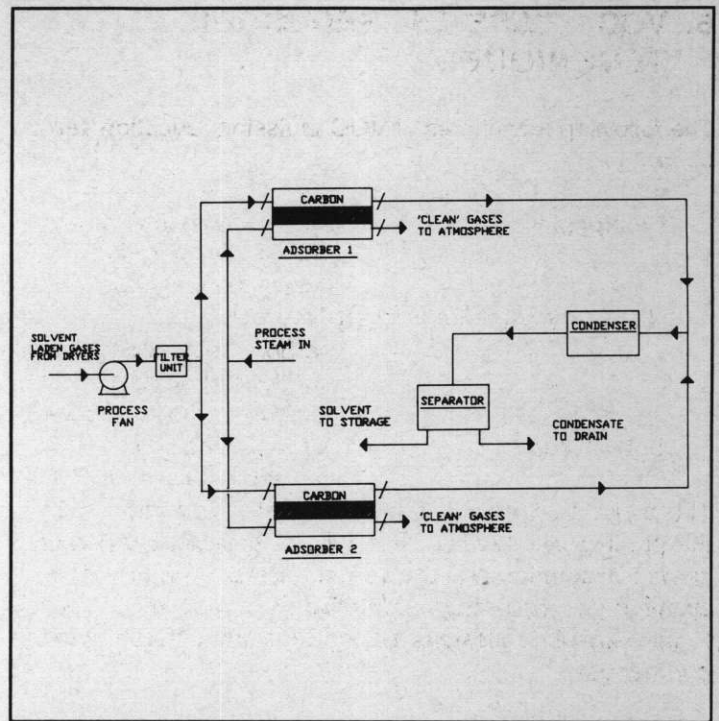 CARBON
'CLEAN' GASES
TO ATMOSPHERE
ADSORBER 1
SOLVENT
LADEN GASES
FROM DRYERS
FILTER
UNIT
PROCESS
STEAM IN
CONDENSER
PROCESS
FAN
SEPARATOR
SOLVENT
TO STORAGE
CONDENSATE
TO DRAIN
CARBON
'CLEAN' GASES
TO ATMOSPHERE
ADSORBER 2